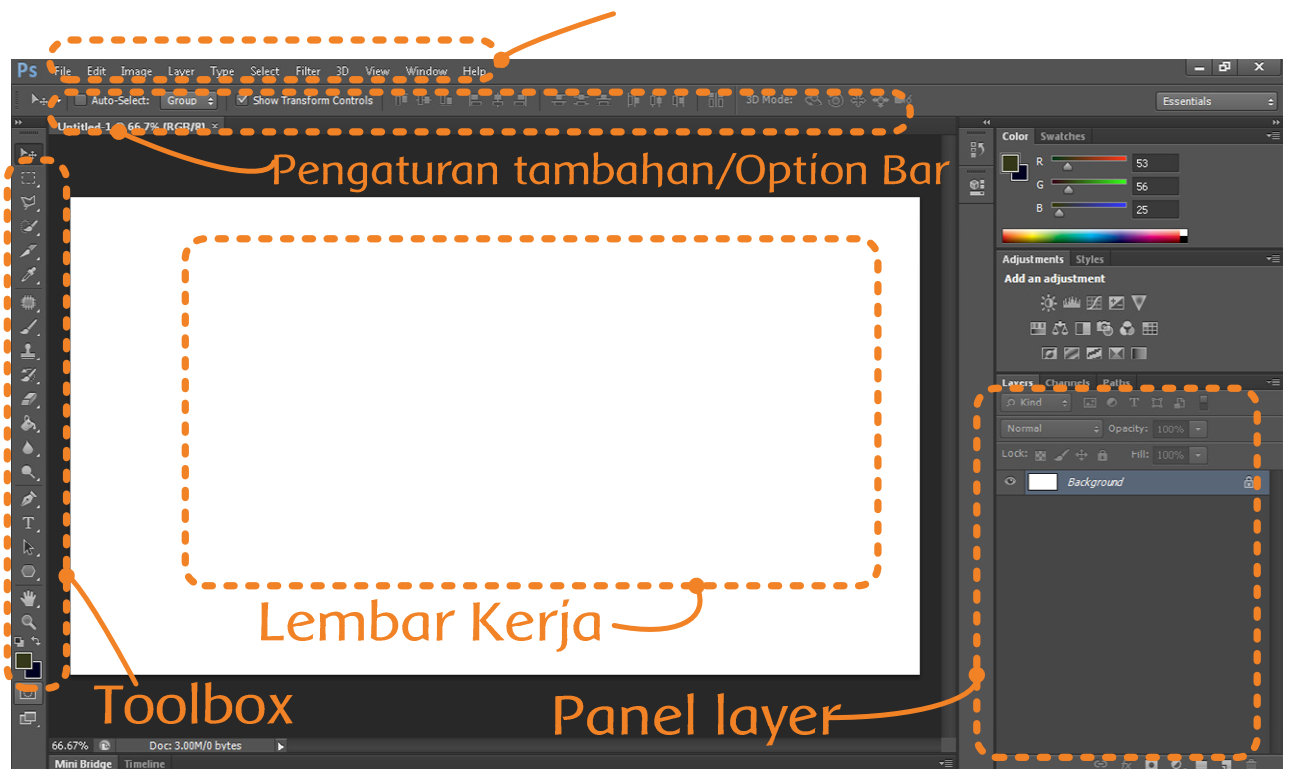 Ps File Edit Image Layer Type Select Filter 3D View Window Help
Auto-Select: Group Show Transform Controls 3D Mode: Essentials
Untitled-1 @ 66.7% (RGB/8) ×
Pengaturan tambahan/Option Bar
Color Swatches
R 53
G 56
B 25
Adjustments Styles
Add an adjustment
Layers Channels Paths
Kind
Normal Opacity: 100%
Lock: Fill: 100%
Background
Lembar Kerja
Toolbox
Panel layer
66.67% Doc: 3.00M/0 bytes
Mini Bridge Timeline